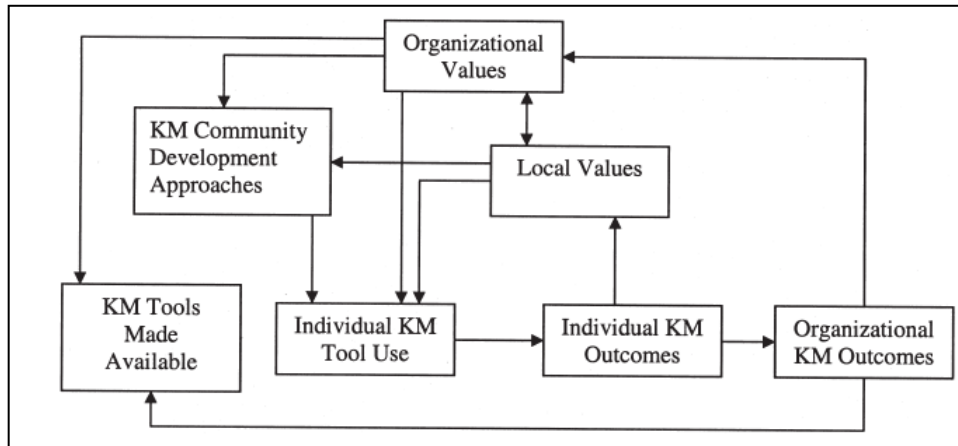 Organizational
Values
KM Community
Development
Approaches
Local Values
KM Tools
Made
Available
Individual KM
Tool Use
Individual KM
Outcomes
Organizational
KM Outcomes